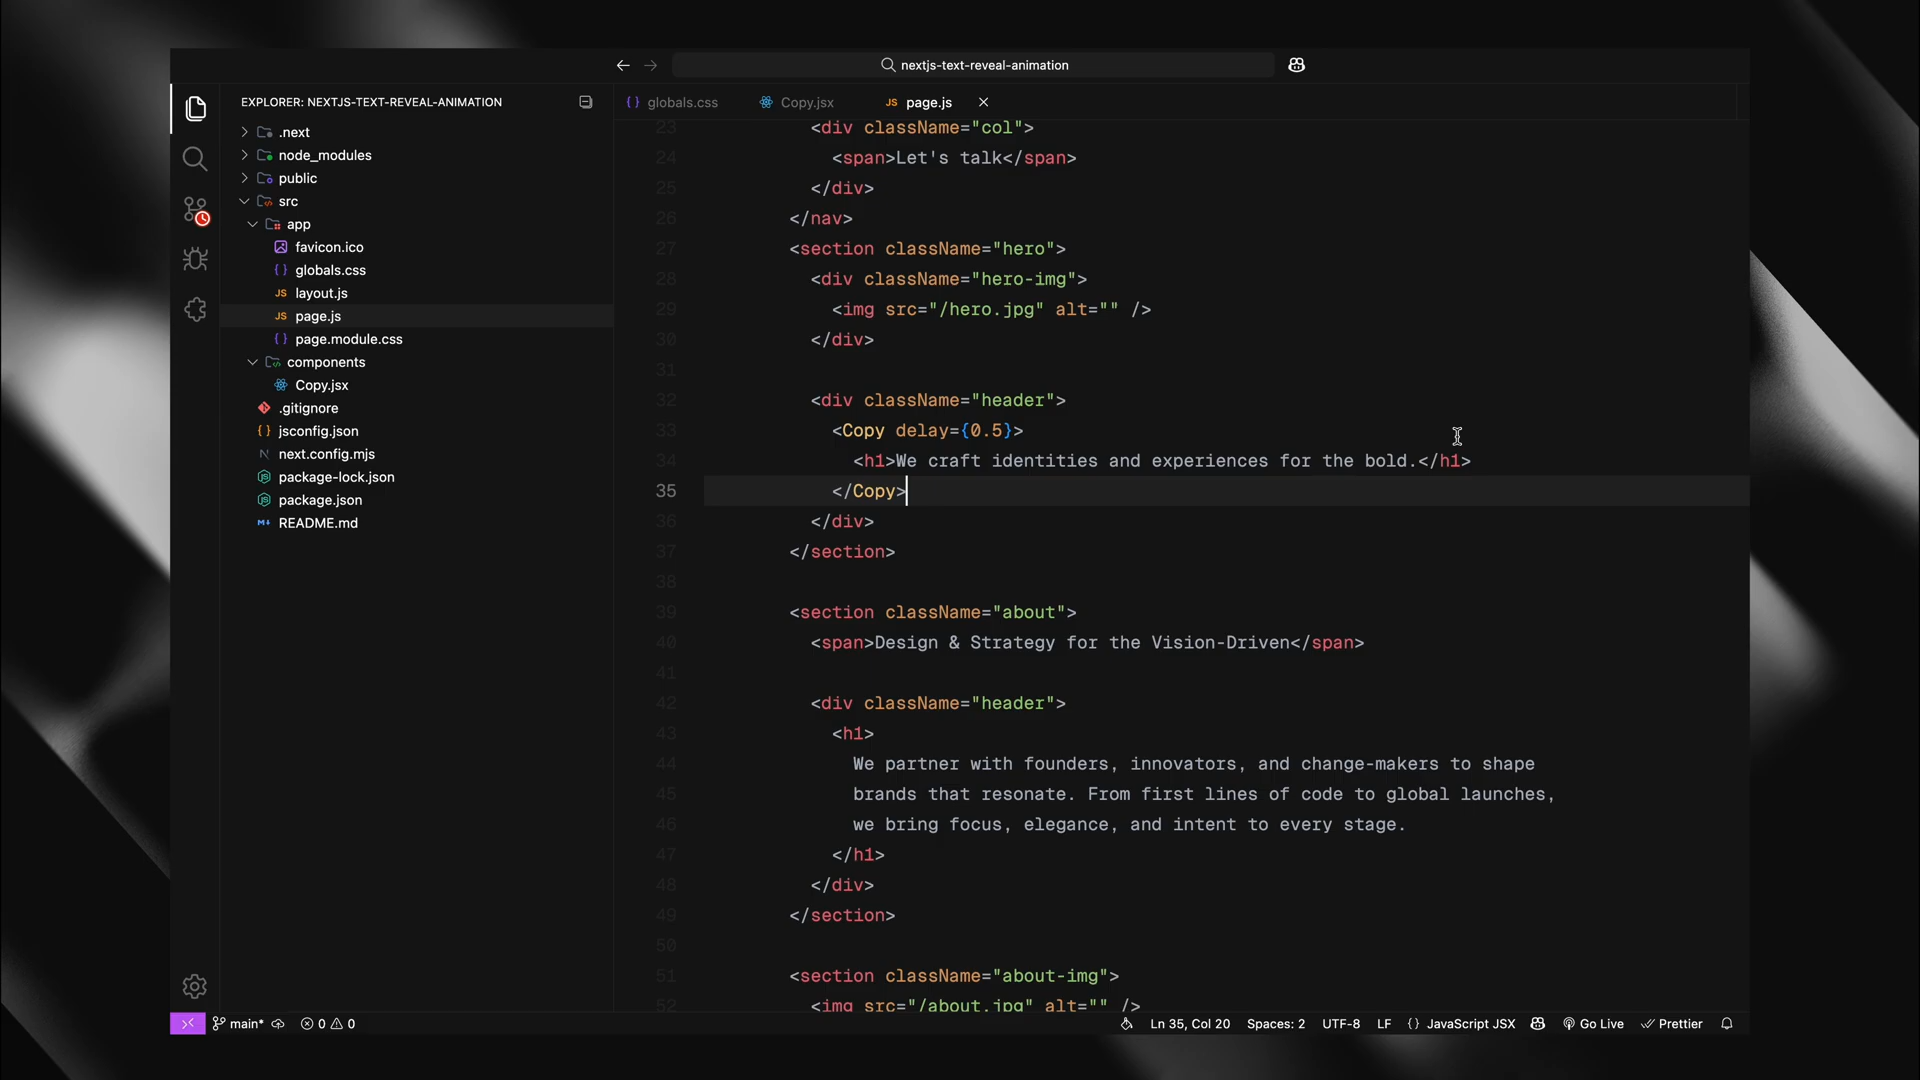 nextjs-text-reveal-animation
EXPLORER: NEXTJS-TEXT-REVEAL-ANIMATION
.next
node_modules
public
src
app
favicon.ico
{ } globals.css
JS layout.js
JS page.js
{ } page.module.css
components
Copy.jsx
.gitignore
{ } jsconfig.json
N next.config.mjs
package-lock.json
package.json
M↓ README.md
{ } globals.css
Copy.jsx
JS page.js
23 <div className="col">
24 <span>Let's talk</span>
25 </div>
26 </nav>
27 <section className="hero">
28 <div className="hero-img">
29 <img src="/hero.jpg" alt="" />
30 </div>
31
32 <div className="header">
33 <Copy delay={0.5}>
34 <h1>We craft identities and experiences for the bold.</h1>
35 </Copy>
36 </div>
37 </section>
38
39 <section className="about">
40 <span>Design & Strategy for the Vision-Driven</span>
41
42 <div className="header">
43 <h1>
44 We partner with founders, innovators, and change-makers to shape
45 brands that resonate. From first lines of code to global launches,
46 we bring focus, elegance, and intent to every stage.
47 </h1>
48 </div>
49 </section>
50
51 <section className="about-img">
52 <img src="/about.jpg" alt="" />
main* 0 0 Ln 35, Col 20 Spaces: 2 UTF-8 LF { } JavaScript JSX Go Live Prettier